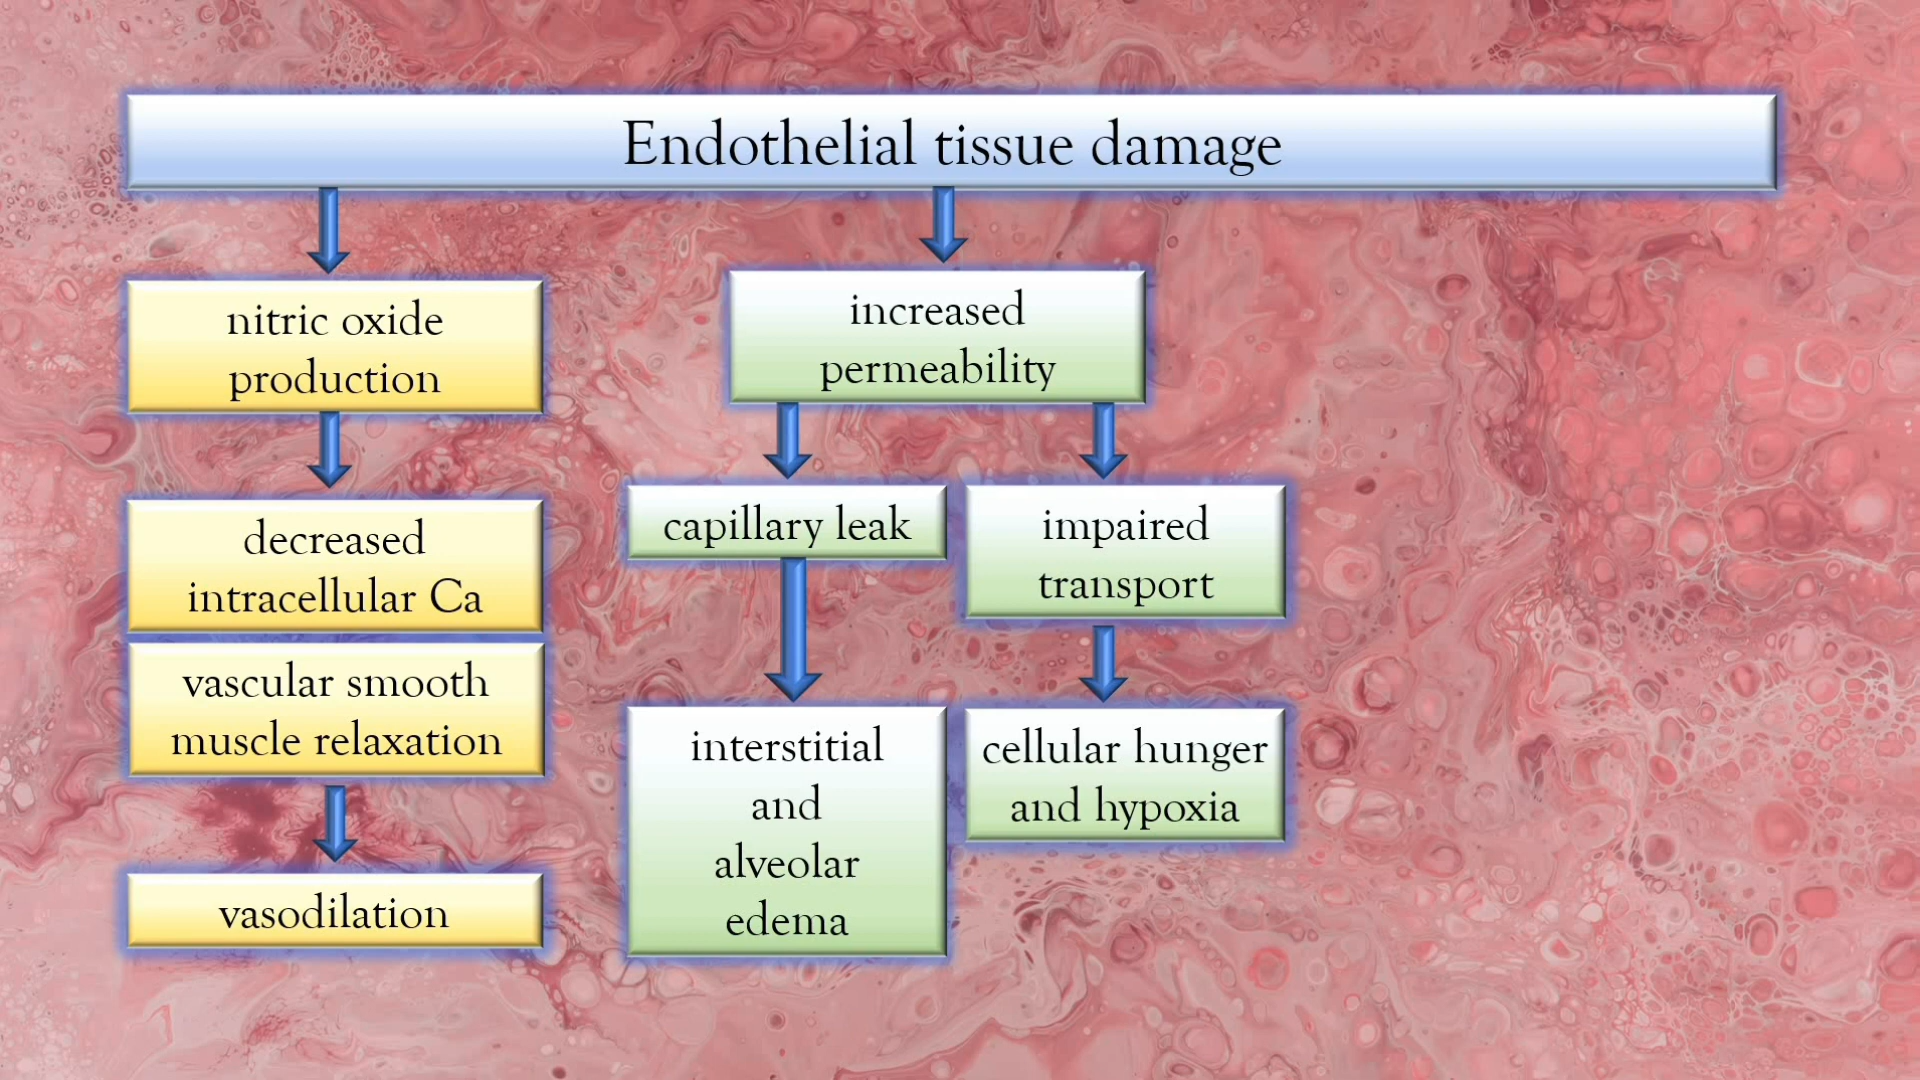 Endothelial tissue damage
nitric oxide
production
decreased
intracellular Ca
vascular smooth
muscle relaxation
vasodilation
increased
permeability
capillary leak
interstitial
and
alveolar
edema
impaired
transport
cellular hunger
and hypoxia